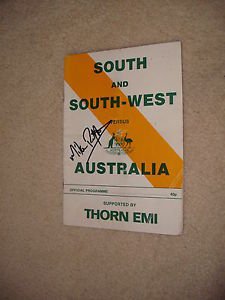 SOUTH
AND
SOUTH-WEST
VERSUS
AUSTRALIA
OFFICIAL PROGRAMME 40p
SUPPORTED BY
THORN EMI